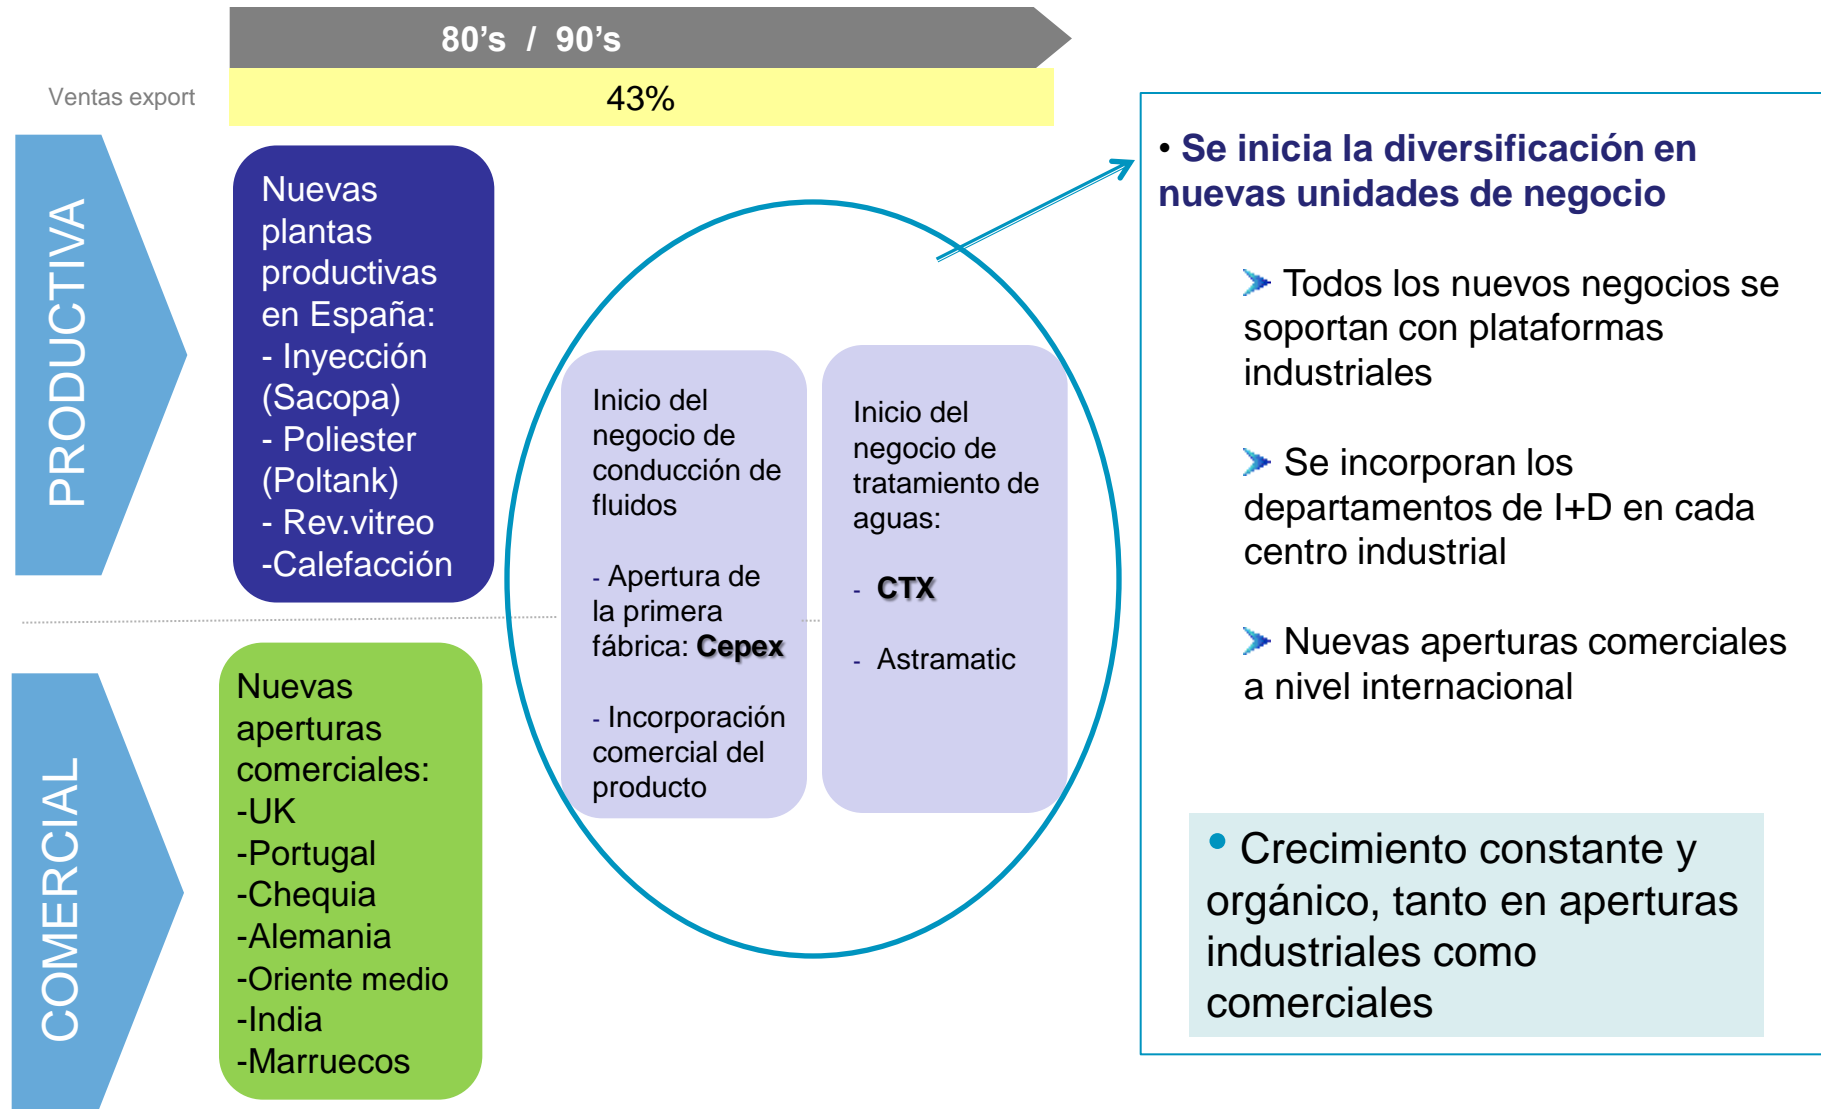 80’s / 90’s
Ventas export
43%
PRODUCTIVA
Nuevas
plantas
productivas
en España:
- Inyección
(Sacopa)
- Poliester
(Poltank)
- Rev.vitreo
-Calefacción
COMERCIAL
Nuevas
aperturas
comerciales:
-UK
-Portugal
-Chequia
-Alemania
-Oriente medio
-India
-Marruecos
Inicio del
negocio de
conducción de
fluidos
- Apertura de
la primera
fábrica: Cepex
- Incorporación
comercial del
producto
Inicio del
negocio de
tratamiento de
aguas:
- CTX
- Astramatic
• Se inicia la diversificación en
nuevas unidades de negocio
➢ Todos los nuevos negocios se
soportan con plataformas
industriales
➢ Se incorporan los
departamentos de I+D en cada
centro industrial
➢ Nuevas aperturas comerciales
a nivel internacional
• Crecimiento constante y
orgánico, tanto en aperturas
industriales como
comerciales